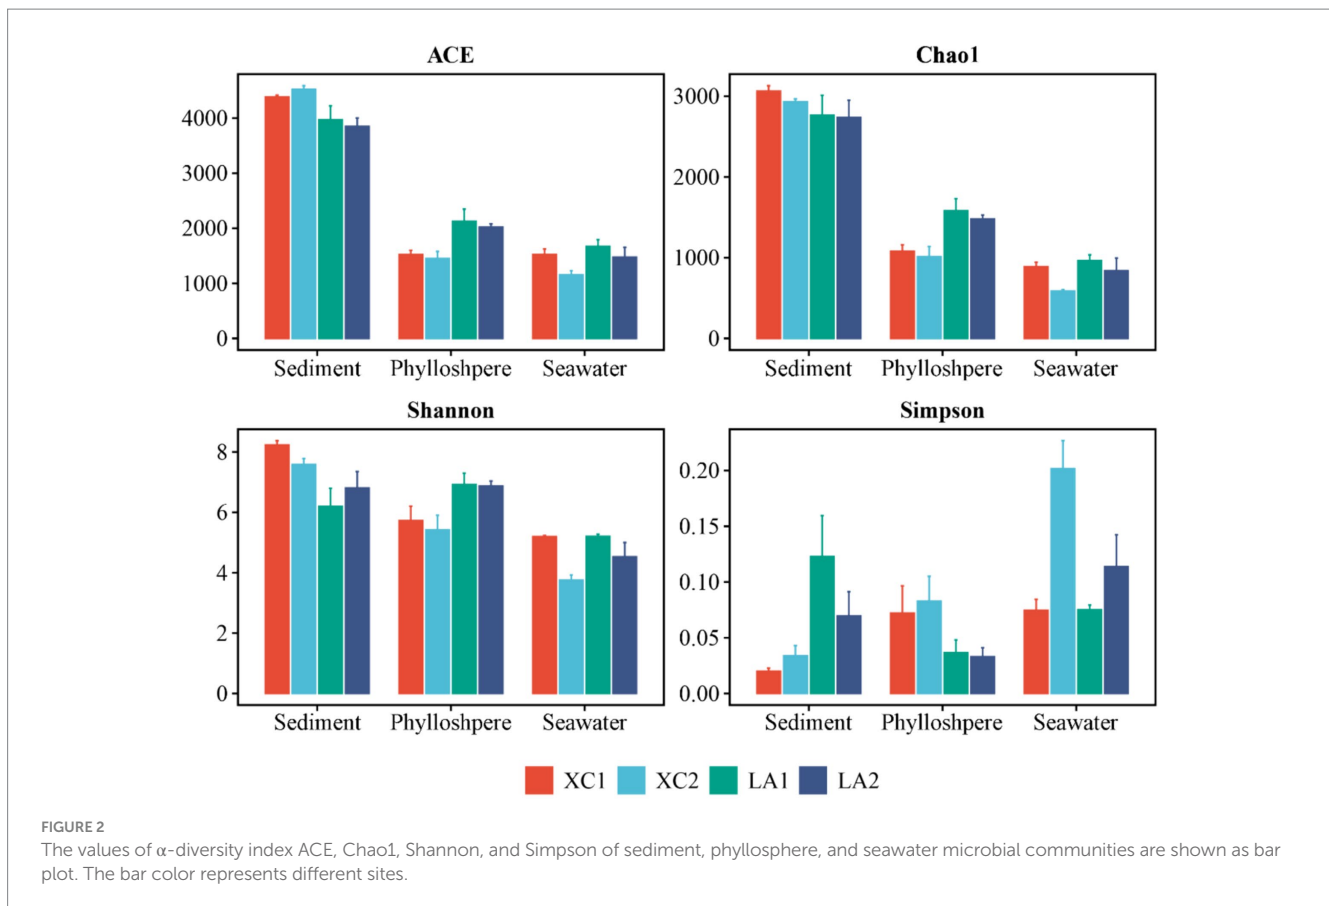 ACE
Chao1
4000
3000
2000
1000
0
Sediment Phylloshpere Seawater
3000
2000
1000
0
Sediment Phylloshpere Seawater
Shannon
Simpson
8
6
4
2
0
Sediment Phylloshpere Seawater
0.20
0.15
0.10
0.05
0.00
Sediment Phylloshpere Seawater
XC1 XC2 LA1 LA2
FIGURE 2
The values of α-diversity index ACE, Chao1, Shannon, and Simpson of sediment, phyllosphere, and seawater microbial communities are shown as bar
plot. The bar color represents different sites.